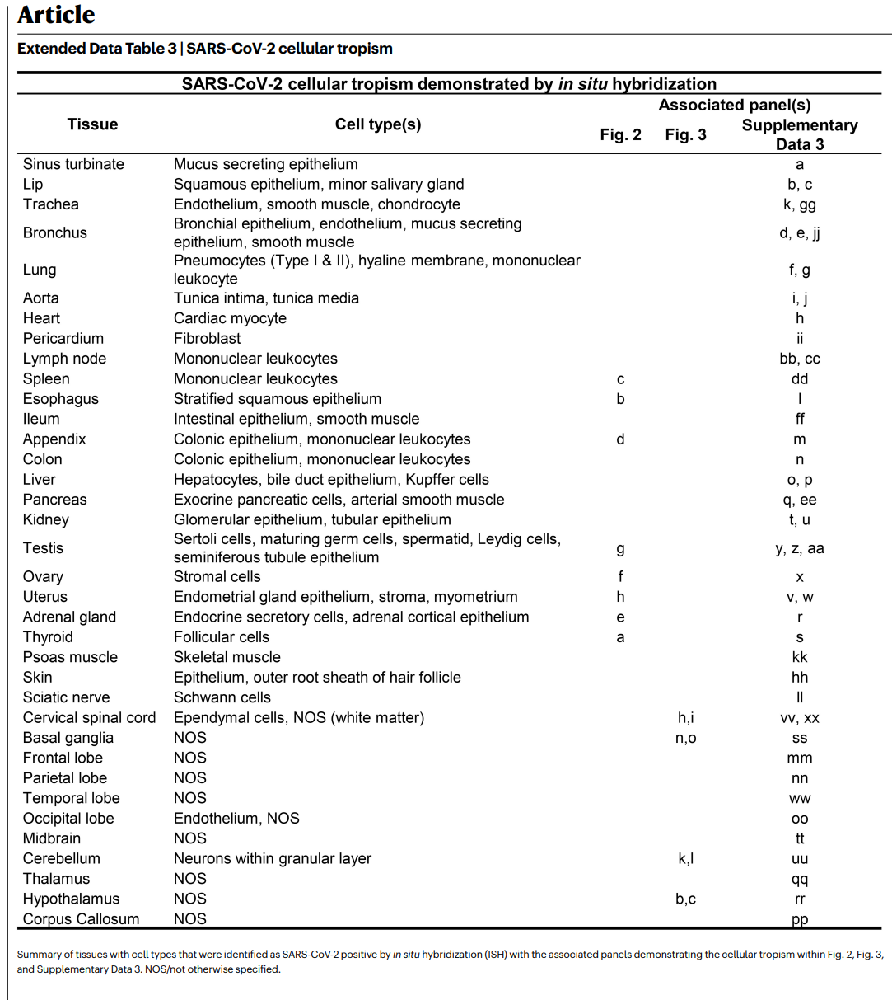 Article
Extended Data Table 3 | SARS-CoV-2 cellular tropism
SARS-CoV-2 cellular tropism demonstrated by in situ hybridization
Tissue Cell type(s) Associated panel(s)
Fig. 2 Fig. 3 Supplementary Data 3
Sinus turbinate Mucus secreting epithelium a
Lip Squamous epithelium, minor salivary gland b, c
Trachea Endothelium, smooth muscle, chondrocyte k, gg
Bronchus Bronchial epithelium, endothelium, mucus secreting
epithelium, smooth muscle d, e, jj
Lung Pneumocytes (Type I & II), hyaline membrane, mononuclear
leukocyte f, g
Aorta Tunica intima, tunica media i, j
Heart Cardiac myocyte h
Pericardium Fibroblast ii
Lymph node Mononuclear leukocytes bb, cc
Spleen Mononuclear leukocytes c dd
Esophagus Stratified squamous epithelium b l
Ileum Intestinal epithelium, smooth muscle ff
Appendix Colonic epithelium, mononuclear leukocytes d m
Colon Colonic epithelium, mononuclear leukocytes n
Liver Hepatocytes, bile duct epithelium, Kupffer cells o, p
Pancreas Exocrine pancreatic cells, arterial smooth muscle q, ee
Kidney Glomerular epithelium, tubular epithelium t, u
Testis Sertoli cells, maturing germ cells, spermatid, Leydig cells,
seminiferous tubule epithelium g y, z, aa
Ovary Stromal cells f x
Uterus Endometrial gland epithelium, stroma, myometrium h v, w
Adrenal gland Endocrine secretory cells, adrenal cortical epithelium e r
Thyroid Follicular cells a s
Psoas muscle Skeletal muscle kk
Skin Epithelium, outer root sheath of hair follicle hh
Sciatic nerve Schwann cells ll
Cervical spinal cord Ependymal cells, NOS (white matter) h,i vv, xx
Basal ganglia NOS n,o ss
Frontal lobe NOS mm
Parietal lobe NOS nn
Temporal lobe NOS ww
Occipital lobe Endothelium, NOS oo
Midbrain NOS tt
Cerebellum Neurons within granular layer k,l uu
Thalamus NOS qq
Hypothalamus NOS b,c rr
Corpus Callosum NOS pp
Summary of tissues with cell types that were identified as SARS-CoV-2 positive by in situ hybridization (ISH) with the associated panels demonstrating the cellular tropism within Fig. 2, Fig. 3,
and Supplementary Data 3. NOS/not otherwise specified.